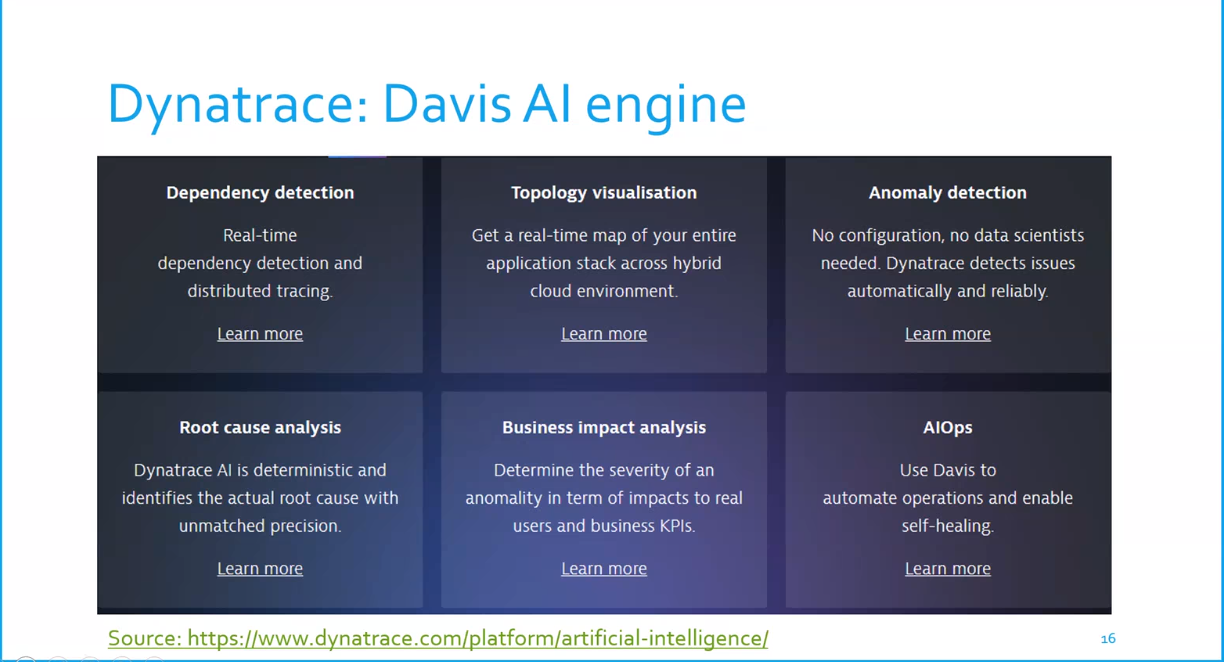 Dynatrace: Davis AI engine
Dependency detection
Real-time
dependency detection and
distributed tracing.
Learn more
Topology visualisation
Get a real-time map of your entire
application stack across hybrid
cloud environment.
Learn more
Anomaly detection
No configuration, no data scientists
needed. Dynatrace detects issues
automatically and reliably.
Learn more
Root cause analysis
Dynatrace AI is deterministic and
identifies the actual root cause with
unmatched precision.
Learn more
Business impact analysis
Determine the severity of an
anomality in term of impacts to real
users and business KPIs.
Learn more
AIOps
Use Davis to
automate operations and enable
self-healing.
Learn more
Source: https://www.dynatrace.com/platform/artificial-intelligence/
16